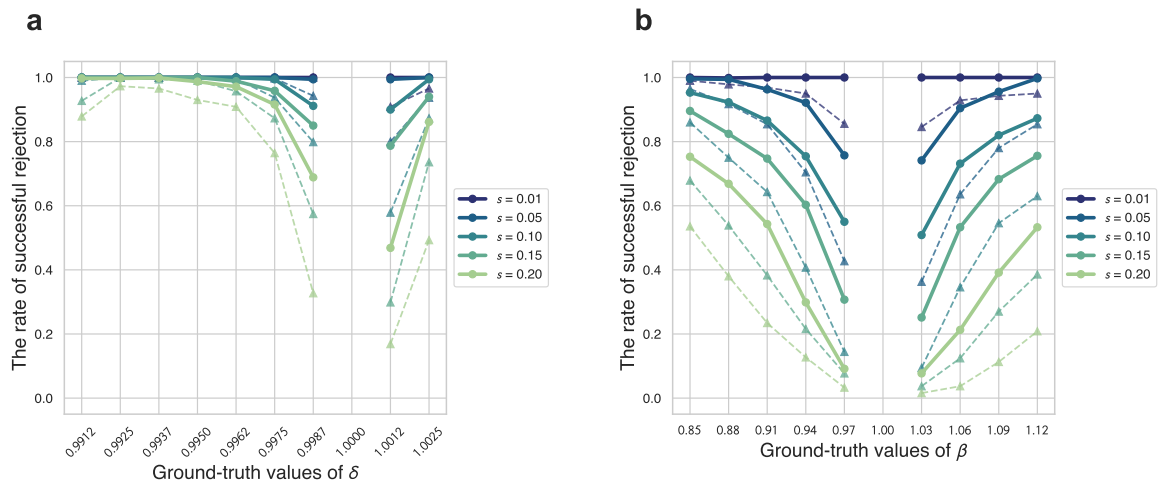 a
The rate of successful rejection
1.0
0.8
0.6
0.4
0.2
0.0
0.9912
0.9925
0.9937
0.9950
0.9962
0.9975
0.9987
1.0000
1.0012
1.0025
Ground-truth values of δ
s = 0.01
s = 0.05
s = 0.10
s = 0.15
s = 0.20
b
The rate of successful rejection
1.0
0.8
0.6
0.4
0.2
0.0
0.85
0.88
0.91
0.94
0.97
1.00
1.03
1.06
1.09
1.12
Ground-truth values of β
s = 0.01
s = 0.05
s = 0.10
s = 0.15
s = 0.20